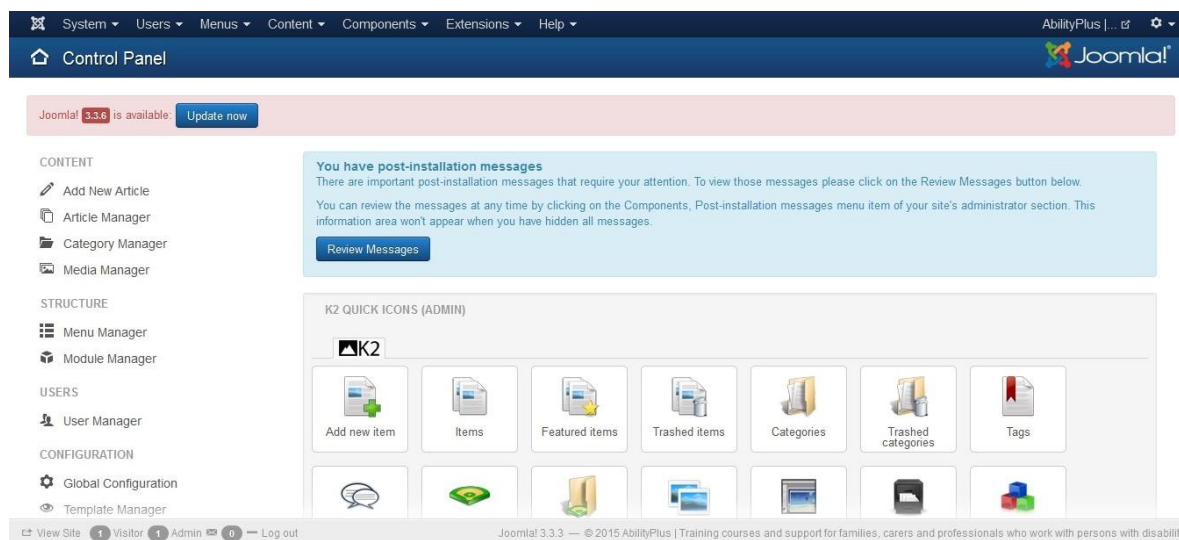 System Users Menus Content Components Extensions Help AbilityPlus |...
Control Panel Joomla!
Joomla! 3.3.6 is available: Update now
CONTENT
Add New Article
Article Manager
Category Manager
Media Manager
STRUCTURE
Menu Manager
Module Manager
USERS
User Manager
CONFIGURATION
Global Configuration
Template Manager
You have post-installation messages
There are important post-installation messages that require your attention. To view those messages please click on the Review Messages button below.
You can review the messages at any time by clicking on the Components, Post-installation messages menu item of your site's administrator section. This
information area won't appear when you have hidden all messages.
Review Messages
K2 QUICK ICONS (ADMIN)
K2
Add new item Items Featured items Trashed items Categories Trashed categories Tags
View Site 1 Visitor 1 Admin 0 Log out Joomla! 3.3.3 — © 2015 AbilityPlus | Training courses and support for families, carers and professionals who work with persons with disabilit